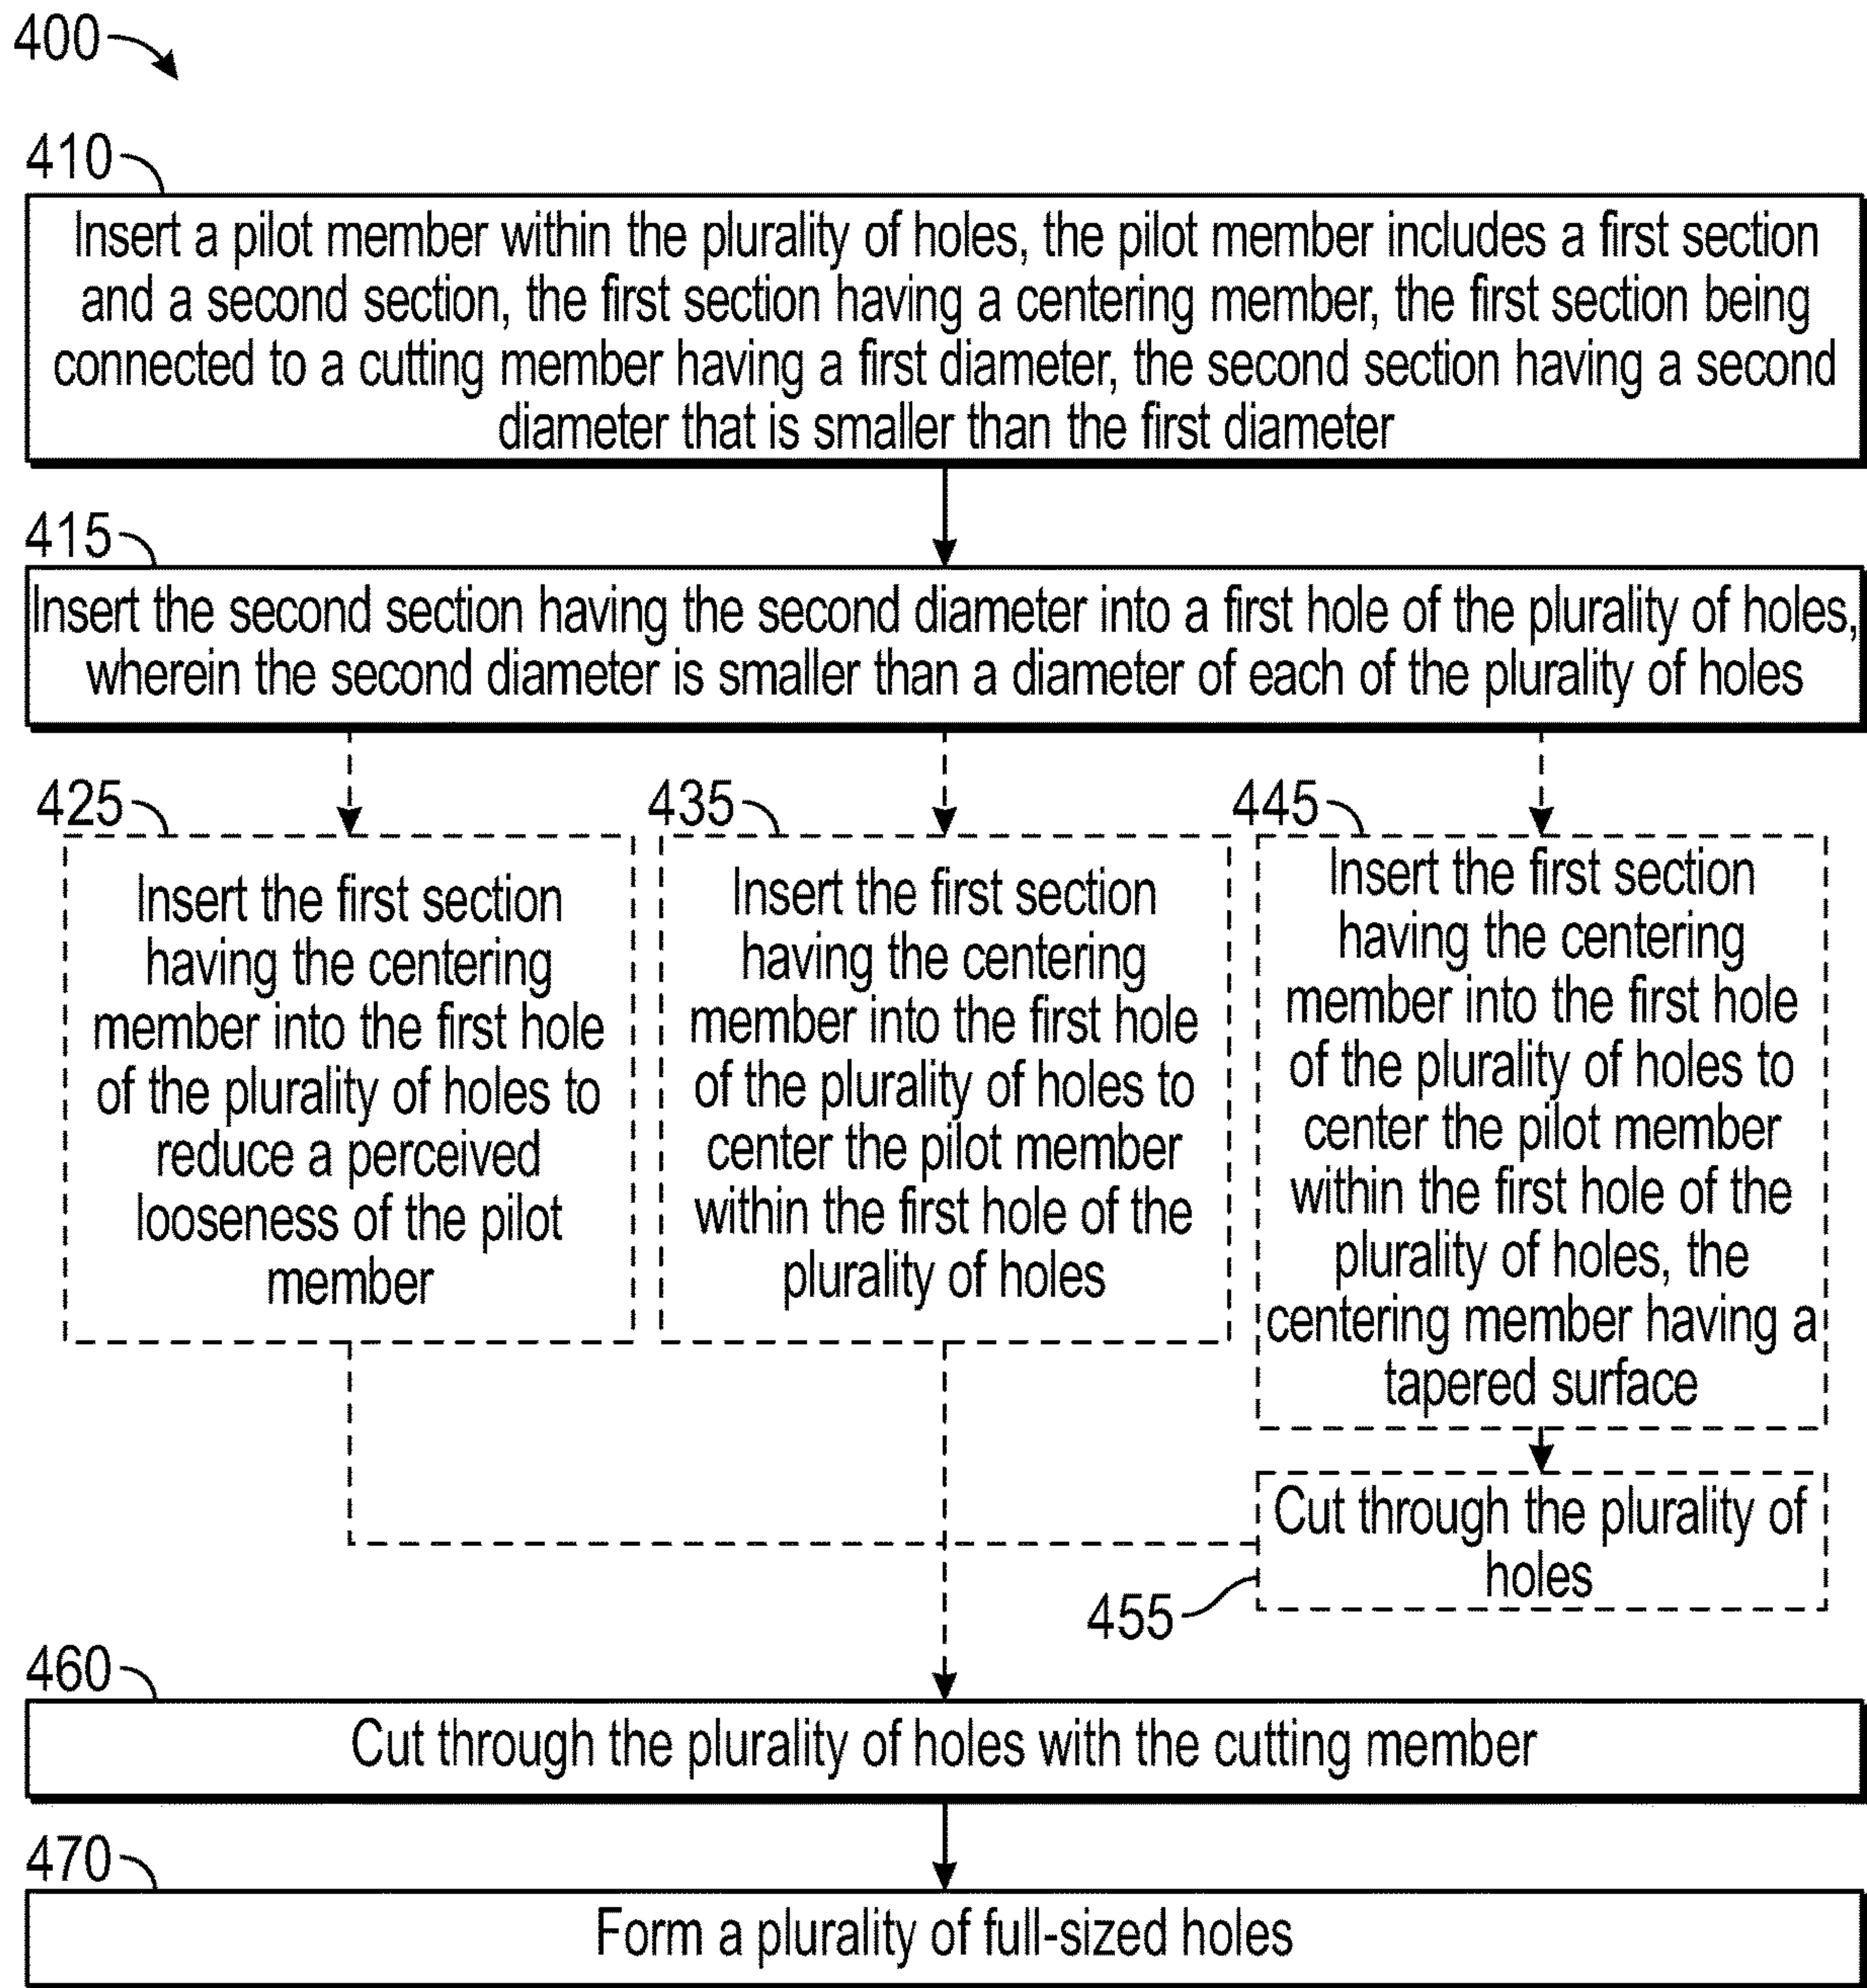 400
410
Insert a pilot member within the plurality of holes, the pilot member includes a first section
and a second section, the first section having a centering member, the first section being
connected to a cutting member having a first diameter, the second section having a second
diameter that is smaller than the first diameter
415
Insert the second section having the second diameter into a first hole of the plurality of holes,
wherein the second diameter is smaller than a diameter of each of the plurality of holes
425
Insert the first section
having the centering
member into the first hole
of the plurality of holes to
reduce a perceived
looseness of the pilot
member
435
Insert the first section
having the centering
member into the first hole
of the plurality of holes to
center the pilot member
within the first hole of the
plurality of holes
445
Insert the first section
having the centering
member into the first hole
of the plurality of holes to
center the pilot member
within the first hole of the
plurality of holes, the
centering member having a
tapered surface
Cut through the plurality of
holes
455
460
Cut through the plurality of holes with the cutting member
470
Form a plurality of full-sized holes